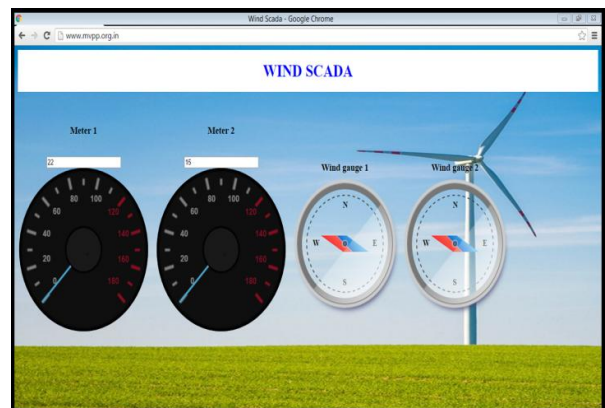 Wind Scada - Google Chrome
www.mvpp.org.in
WIND SCADA
Meter 1
Meter 2
22
15
Wind gauge 1
Wind gauge 2
0
20
40
60
80
100
120
140
160
180
0
20
40
60
80
100
120
140
160
180
N
W
E
S
N
W
E
S